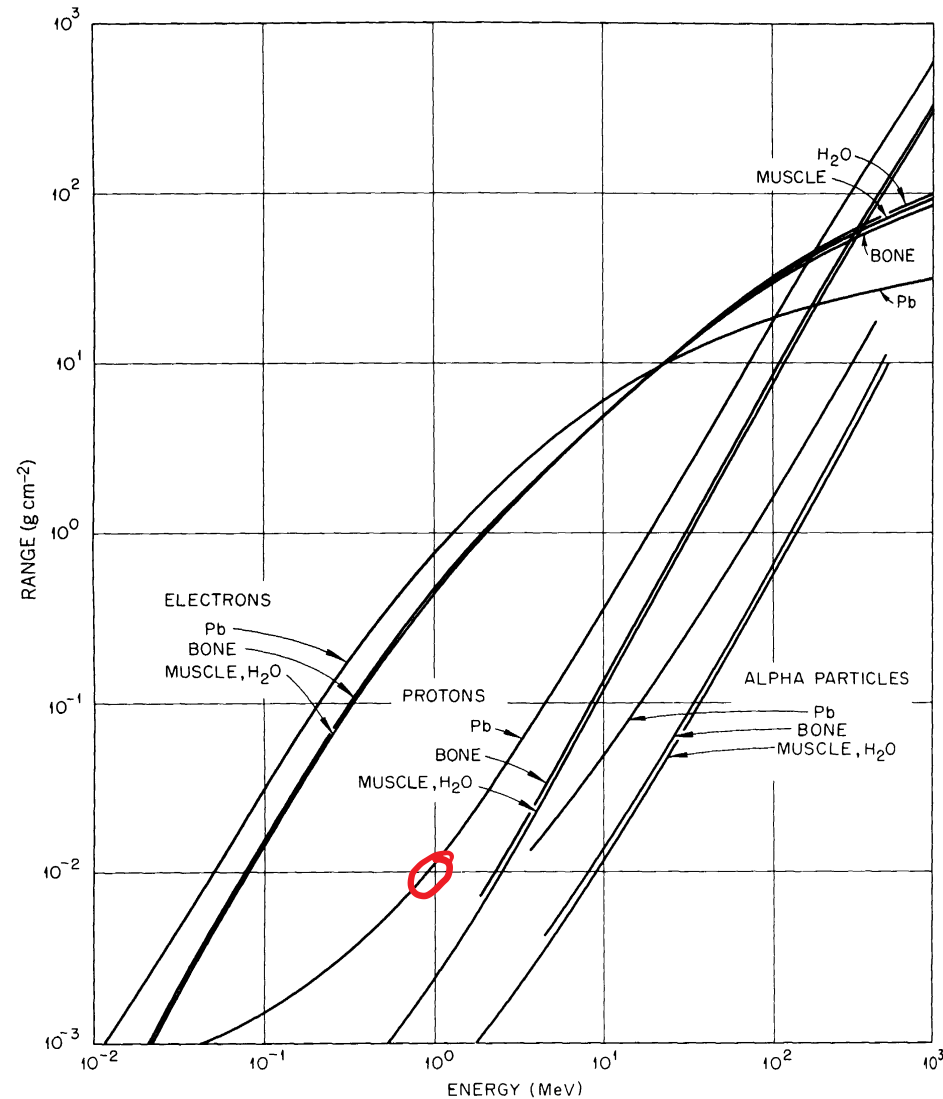 10³
H₂O
MUSCLE
10²
BONE
Pb
10¹
RANGE (g cm⁻²)
10⁰
ELECTRONS
Pb
BONE
MUSCLE, H₂O
PROTONS
ALPHA PARTICLES
10⁻¹
Pb
Pb
BONE
BONE
MUSCLE, H₂O
MUSCLE, H₂O
10⁻²
10⁻³
10⁻² 10⁻¹ 10⁰ 10¹ 10² 10³
ENERGY (MeV)